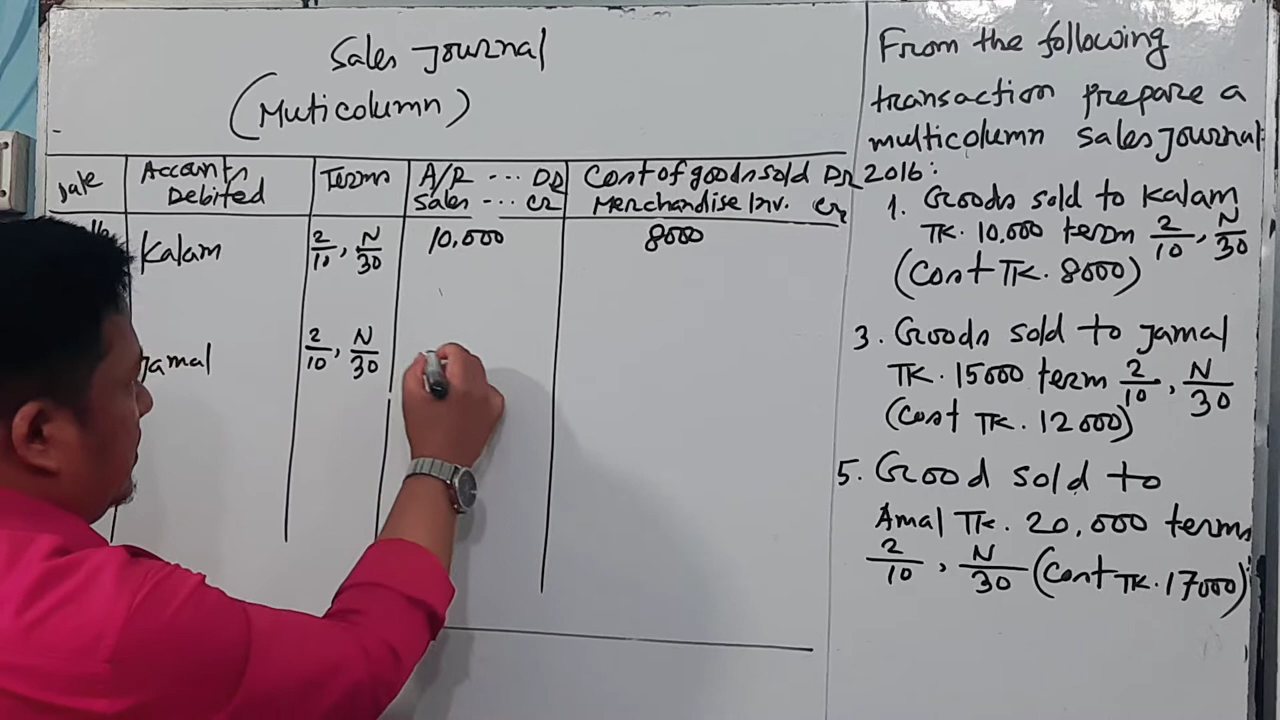 Sales Journal
(Muticolumn)
Date Accounts Debited Terms A/R --- DR Sales --- CR Cost of goods sold DR Merchandise Inv. CR
Kalam 2/10, N/30 10,000 8000
Jamal 2/10, N/30
From the following
transaction prepare a
multicolumn sales Journal
2016:
1. Goods sold to Kalam
TK. 10,000 term 2/10, N/30
(Cost TK. 8000)
3. Goods sold to Jamal
TK. 15000 term 2/10, N/30
(Cost TK. 12000)
5. Good sold to
Amal TK. 20,000 terms
2/10, N/30 (Cost TK. 17000)